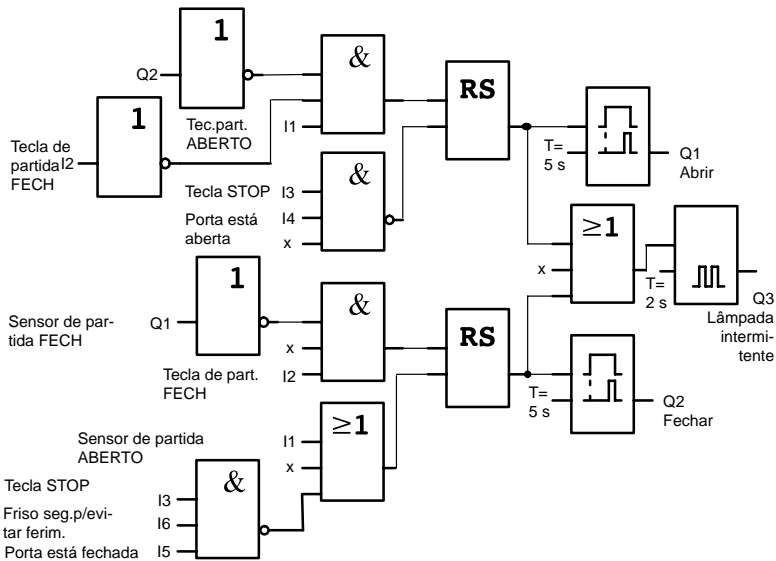 1
&
Q2
RS
1
Tec.part.
ABERTO
I1
Tecla de
partida
FECH
I2
T=
5 s
Q1
Abrir
&
Tecla STOP
I3
I4
Porta está
aberta
x
≥1
x
T=
2 s
Q3
Lâmpada
intermi-
tente
1
&
Sensor de par-
tida FECH
Q1
RS
x
Tecla de part.
FECH
I2
T=
5 s
Q2
Fechar
≥1
Sensor de partida
ABERTO
I1
x
&
Tecla STOP
I3
Friso seg.p/evi-
tar ferim.
I6
Porta está fechada
I5